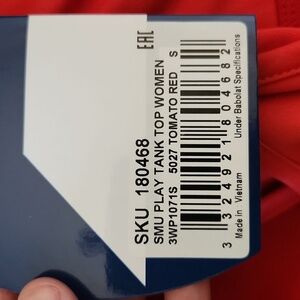 SKU 180468
SMU PLAY TANK TOP WOMEN
3WP1071S 5027 TOMATO RED S
3 324921 804682
Made in Vietnam Under Babolat Specifications
EAC